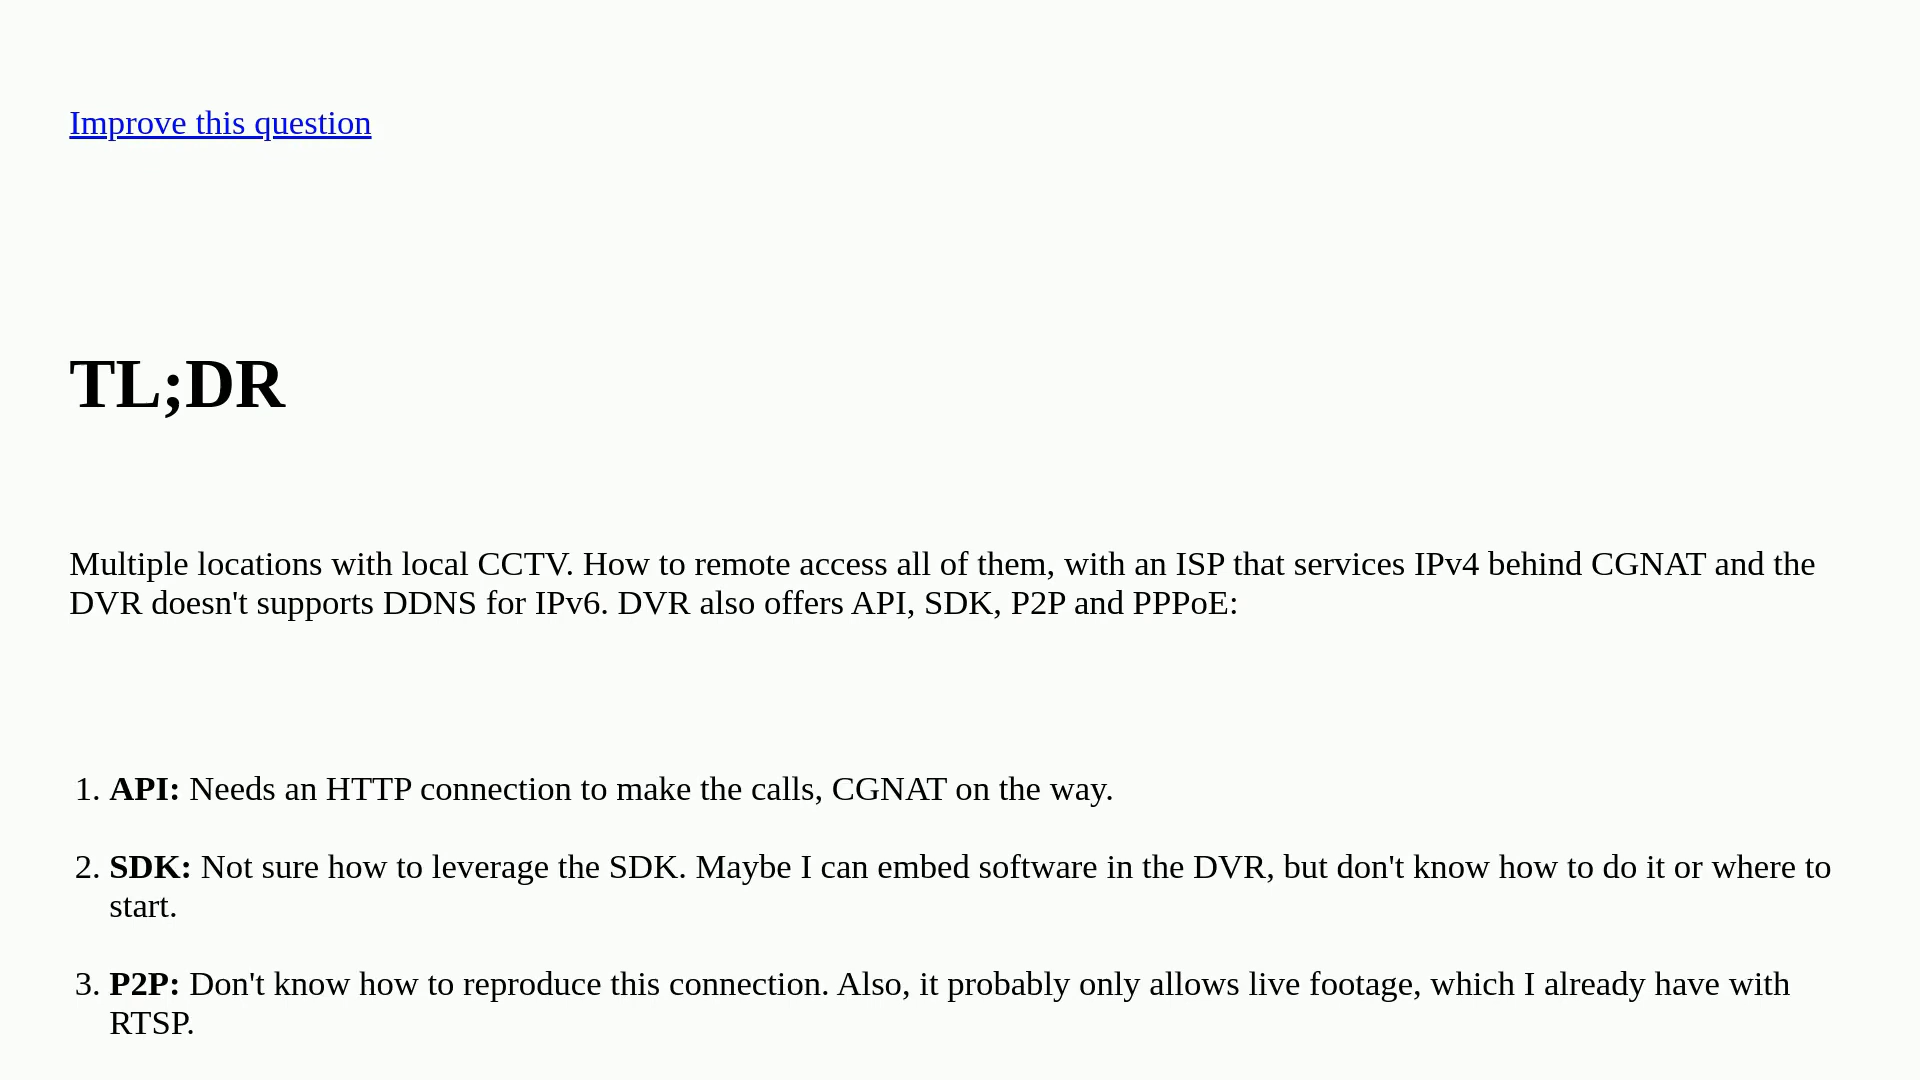 Improve this question
TL;DR
Multiple locations with local CCTV. How to remote access all of them, with an ISP that services IPv4 behind CGNAT and the
DVR doesn't supports DDNS for IPv6. DVR also offers API, SDK, P2P and PPPoE:
1. API: Needs an HTTP connection to make the calls, CGNAT on the way.
2. SDK: Not sure how to leverage the SDK. Maybe I can embed software in the DVR, but don't know how to do it or where to
start.
3. P2P: Don't know how to reproduce this connection. Also, it probably only allows live footage, which I already have with
RTSP.